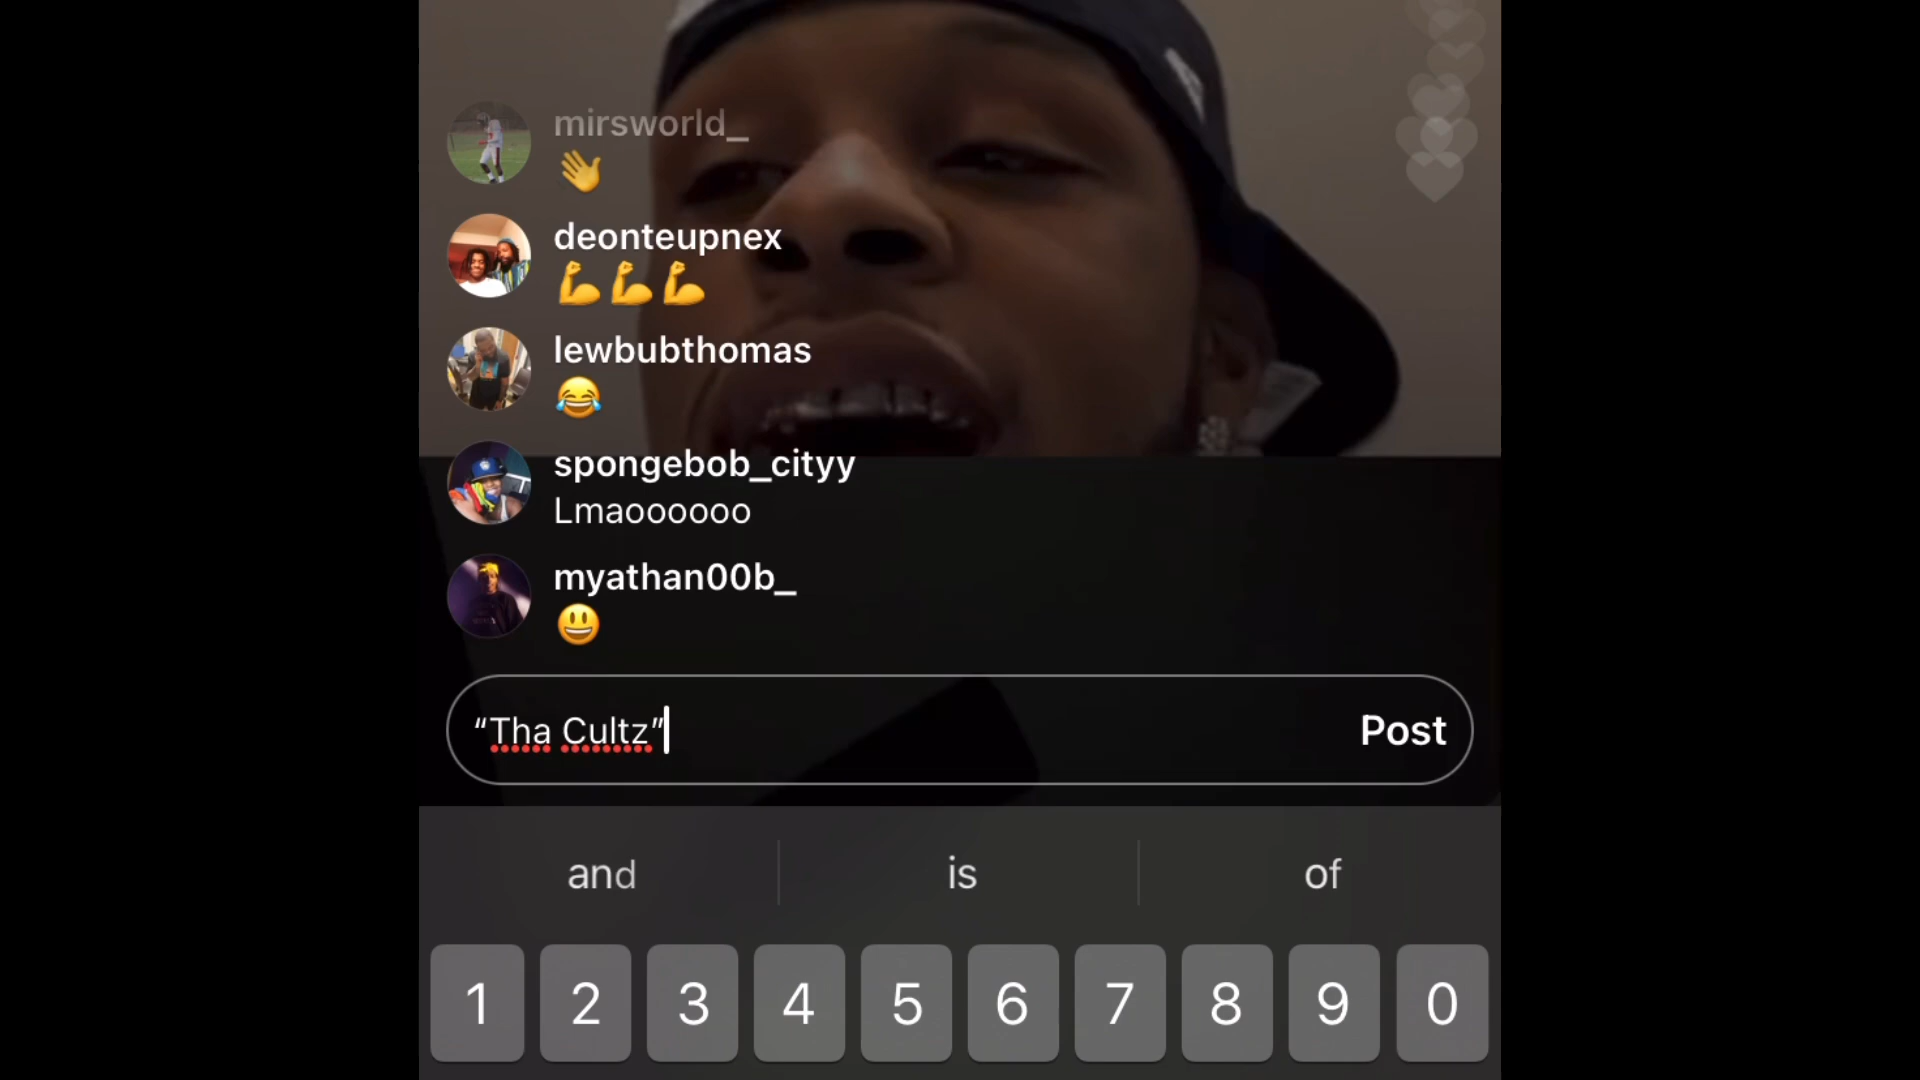 mirsworld_
👋
deonteupnex
💪💪💪
lewbubthomas
😂
spongebob_cityy
Lmaoooooo
myathan00b_
😃
“Tha Cultz”
Post
and is of
1 2 3 4 5 6 7 8 9 0